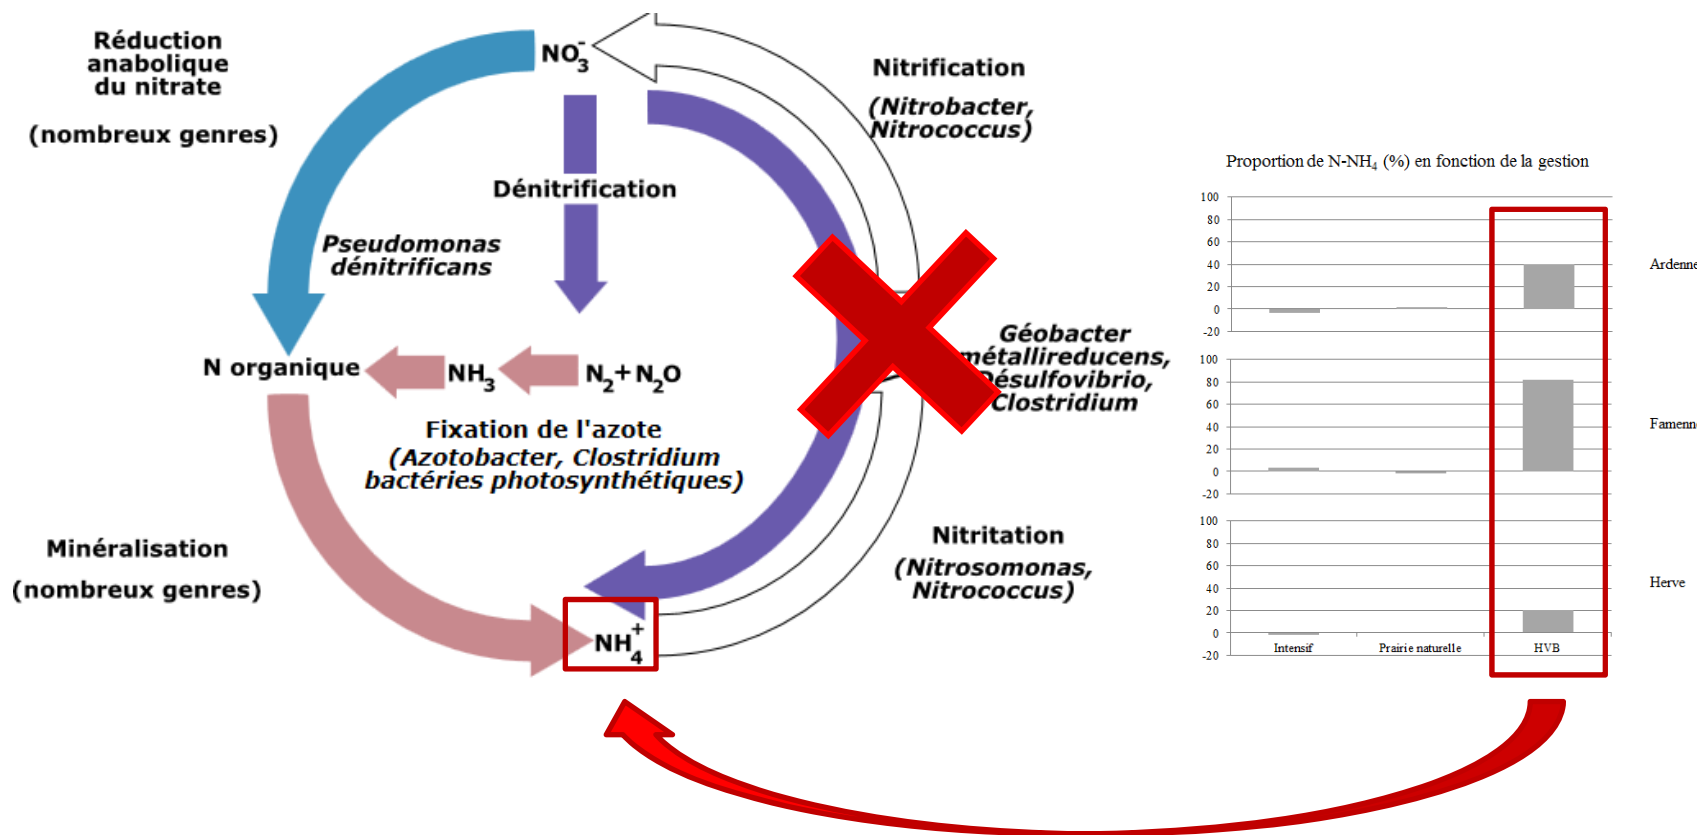 Réduction
anabolique
du nitrate
(nombreux genres)
NO3-
Nitrification
(Nitrobacter,
Nitrococcus)
Dénitrification
Pseudomonas
dénitrificans
Géobacter
métallireducens,
Désulfovibrio,
Clostridium
N organique
NH3
N2+N2O
Fixation de l'azote
(Azotobacter, Clostridium
bactéries photosynthétiques)
Minéralisation
(nombreux genres)
Nitritation
(Nitrosomonas,
Nitrococcus)
NH4+
Proportion de N-NH4 (%) en fonction de la gestion
100
80
60
40
20
0
-20
Ardenne
100
80
60
40
20
0
-20
Famenne
100
80
60
40
20
0
-20
Herve
Intensif
Prairie naturelle
HVB